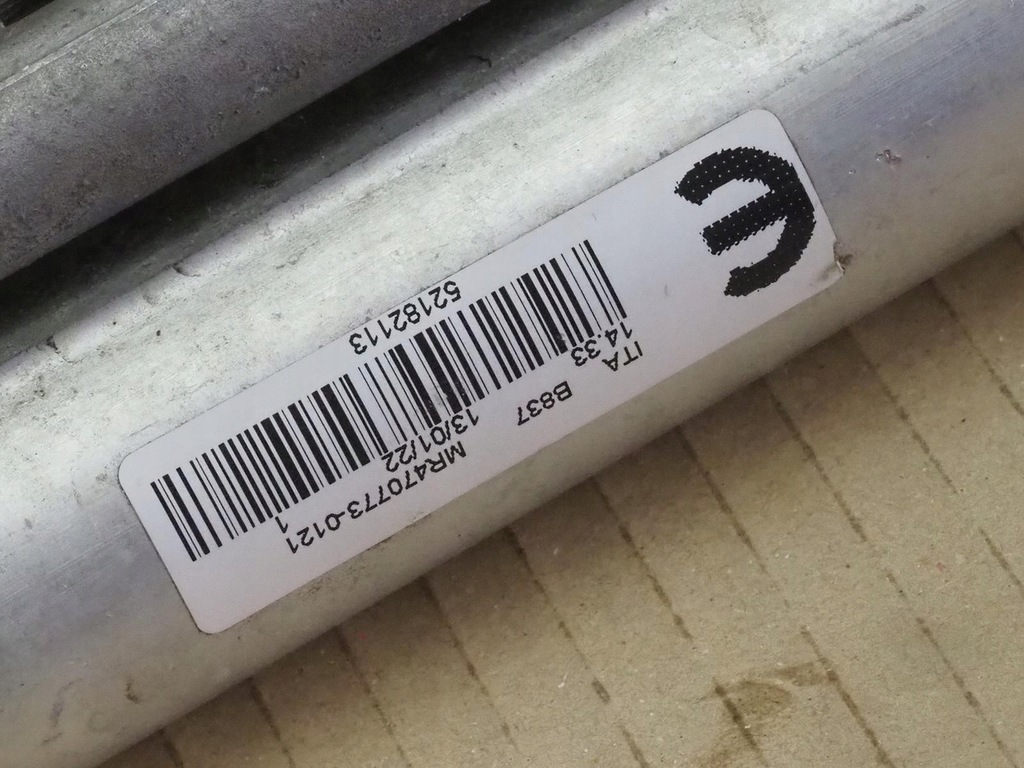 E
ITA B837 MR470773-0121
14.33 13/01/22 1
52182113